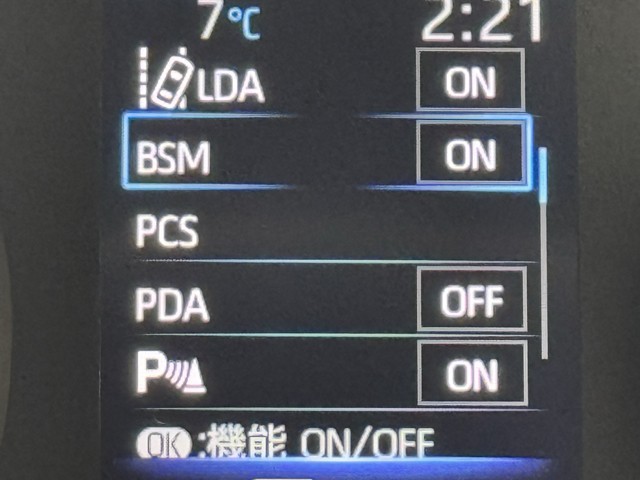 7℃ 2:21
LDA ON
BSM ON
PCS
PDA OFF
P ON
OK :機能 ON/OFF